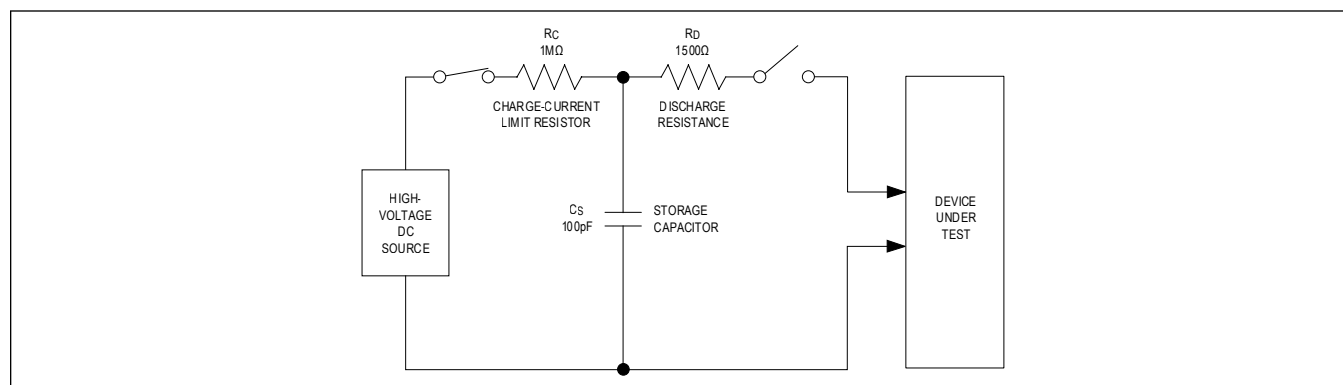 RC
1MΩ
CHARGE-CURRENT
LIMIT RESISTOR
RD
1500Ω
DISCHARGE
RESISTANCE
HIGH-
VOLTAGE
DC
SOURCE
CS
100pF
STORAGE
CAPACITOR
DEVICE
UNDER
TEST